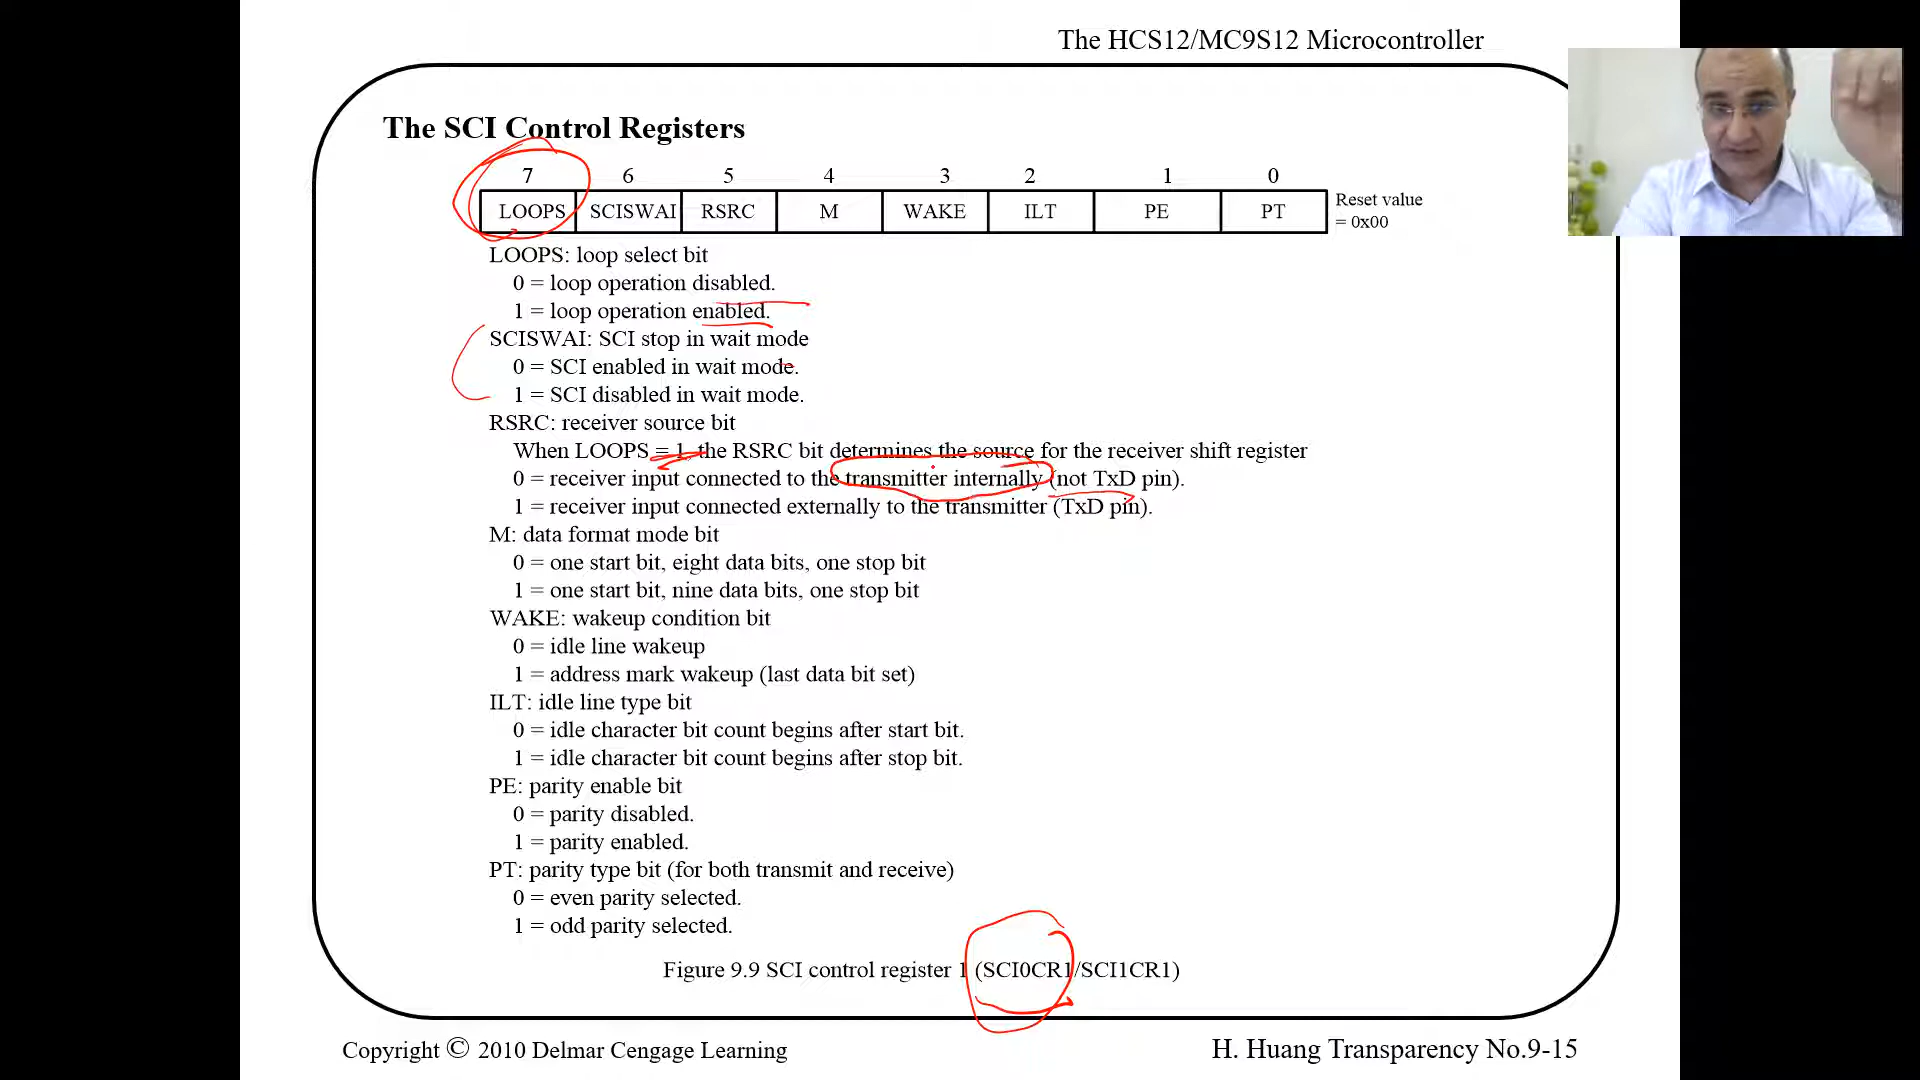 The HCS12/MC9S12 Microcontroller
The SCI Control Registers
7 6 5 4 3 2 1 0
LOOPS SCISWAI RSRC M WAKE ILT PE PT
Reset value
= 0x00
LOOPS: loop select bit
0 = loop operation disabled.
1 = loop operation enabled.
SCISWAI: SCI stop in wait mode
0 = SCI enabled in wait mode.
1 = SCI disabled in wait mode.
RSRC: receiver source bit
When LOOPS = 1, the RSRC bit determines the source for the receiver shift register
0 = receiver input connected to the transmitter internally (not TxD pin).
1 = receiver input connected externally to the transmitter (TxD pin).
M: data format mode bit
0 = one start bit, eight data bits, one stop bit
1 = one start bit, nine data bits, one stop bit
WAKE: wakeup condition bit
0 = idle line wakeup
1 = address mark wakeup (last data bit set)
ILT: idle line type bit
0 = idle character bit count begins after start bit.
1 = idle character bit count begins after stop bit.
PE: parity enable bit
0 = parity disabled.
1 = parity enabled.
PT: parity type bit (for both transmit and receive)
0 = even parity selected.
1 = odd parity selected.
Figure 9.9 SCI control register 1 (SCI0CR1/SCI1CR1)
Copyright © 2010 Delmar Cengage Learning
H. Huang Transparency No.9-15